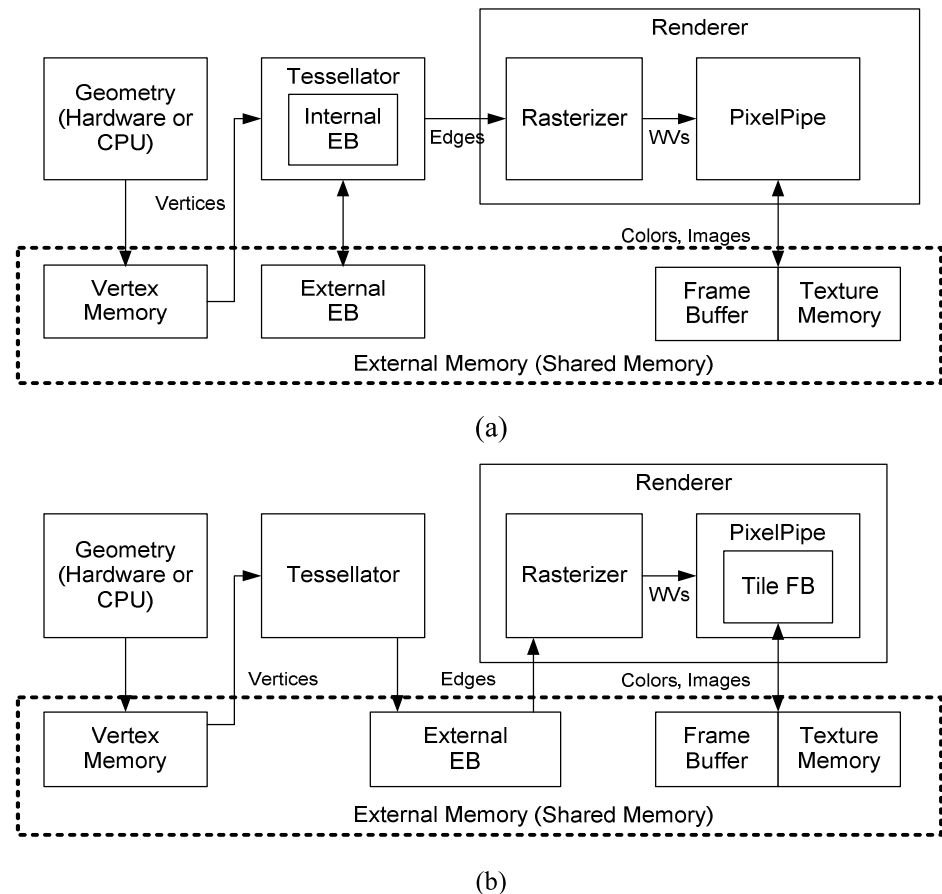 Renderer
Geometry
(Hardware or
CPU)
Tessellator
Internal
EB
Edges
Rasterizer
WVs
PixelPipe
Vertices
Colors, Images
Vertex
Memory
External
EB
Frame
Buffer
Texture
Memory
External Memory (Shared Memory)
(a)
Renderer
Geometry
(Hardware or
CPU)
Tessellator
Rasterizer
WVs
PixelPipe
Tile FB
Vertices
Edges
Colors, Images
Vertex
Memory
External
EB
Frame
Buffer
Texture
Memory
External Memory (Shared Memory)
(b)